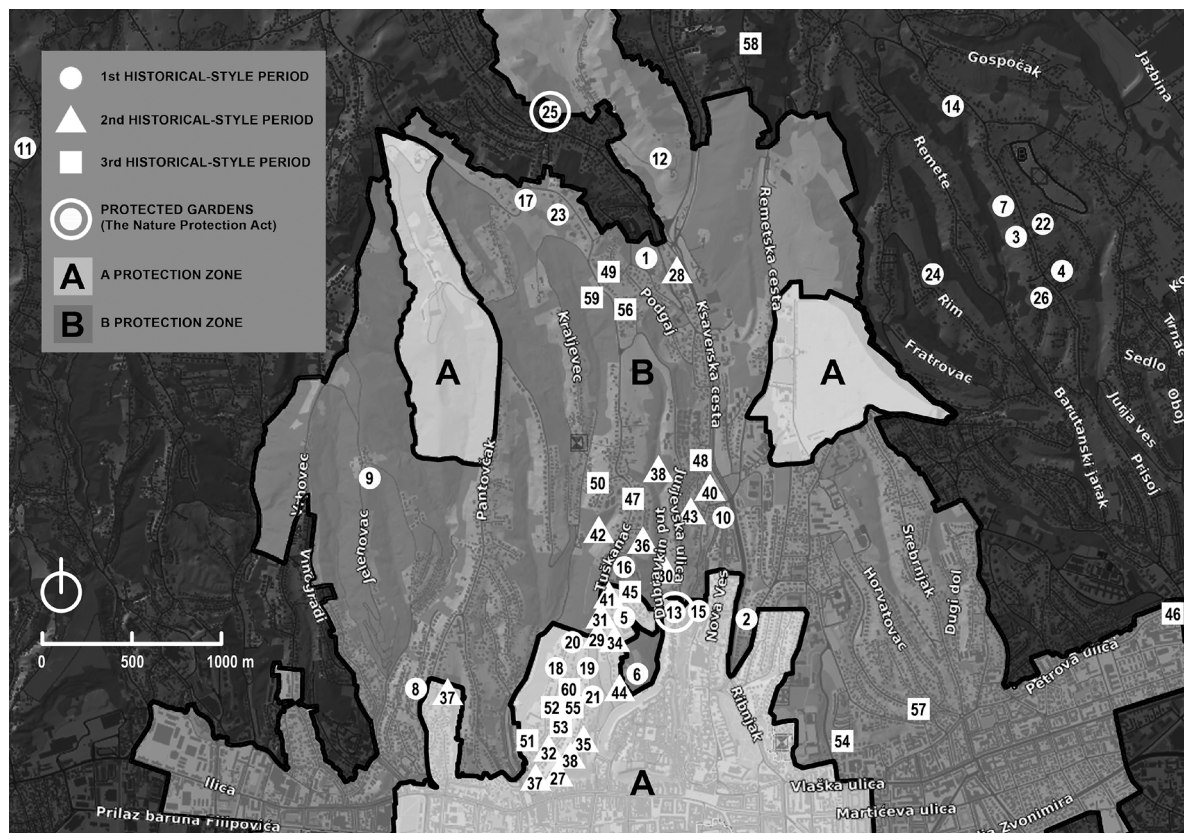 1st HISTORICAL-STYLE PERIOD
2nd HISTORICAL-STYLE PERIOD
3rd HISTORICAL-STYLE PERIOD
PROTECTED GARDENS
(The Nature Protection Act)
A
A PROTECTION ZONE
B
B PROTECTION ZONE
58
Gospočak
Jazbina
25
14
11
12
Remete
B
17
23
Remetska cesta
7
22
3
1
49
28
24
4
59
56
Podgaj
26
Rim
Kraljevec
Ksaverska cesta
Fratrovac
Sedlo
A
B
A
Jurja ves
Oboj
Barutanski jarak
Prisoj
Vrhovec
Pantovčak
9
50
38
48
47
40
Jurjevska ulica
43
10
42
Jelenovac
Tuškanac
36
Dubravkin put
Srebrnjak
16
30
Vinogradi
45
41
Horvatovac
Dugi dol
5
13
15
Nova Ves
2
46
31
0
500
1000 m
20
29
34
Petrova ulica
18
19
6
8
37
60
21
44
Ribnjak
52
55
57
53
51
35
54
32
38
37
27
A
Ilica
Vlaška ulica
Martićeva ulica
Prilaz baruna Filipovića
Zvonimira